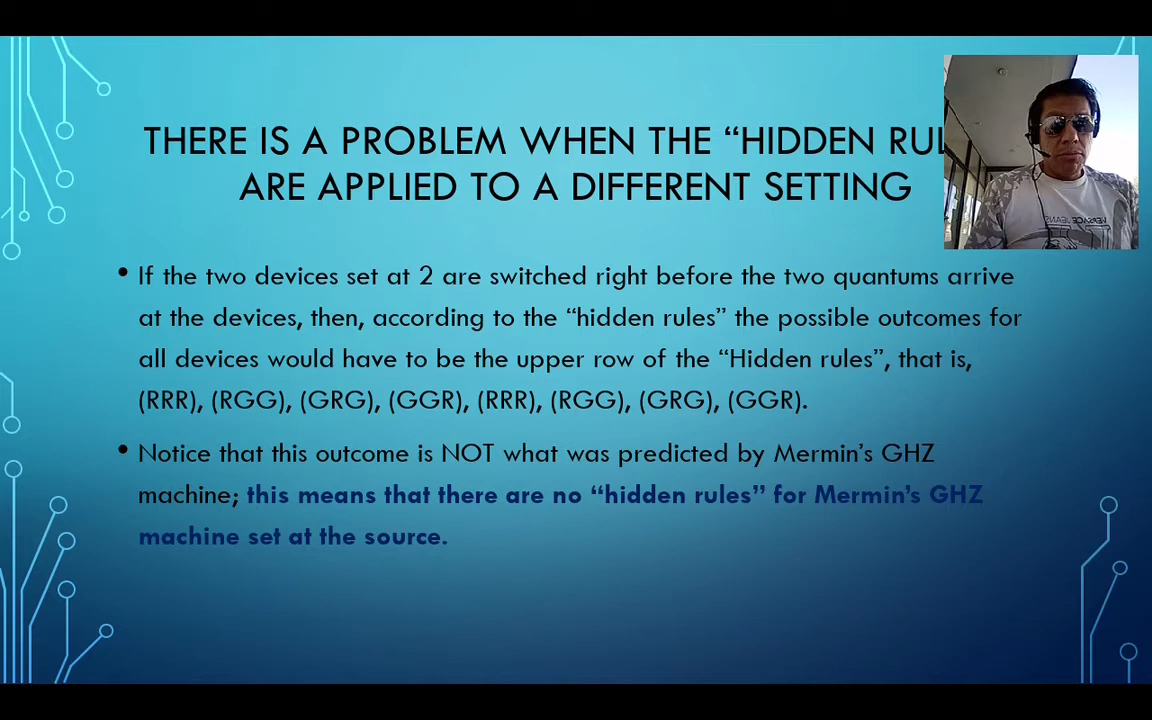 THERE IS A PROBLEM WHEN THE “HIDDEN
ARE APPLIED TO A DIFFERENT SETTING
• If the two devices set at 2 are switched right before the two quantums arrive
at the devices, then, according to the “hidden rules” the possible outcomes for
all devices would have to be the upper row of the “Hidden rules”, that is,
(RRR), (RGG), (GRG), (GGR), (RRR), (RGG), (GRG), (GGR).
• Notice that this outcome is NOT what was predicted by Mermin’s GHZ
machine; this means that there are no “hidden rules” for Mermin’s GHZ
machine set at the source.